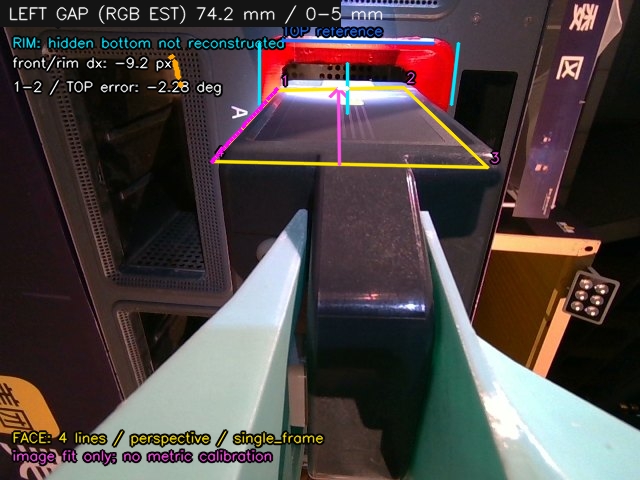 LEFT GAP (RGB EST) 74.2 mm / 0-5 mm
TOP reference
RIM: hidden bottom not reconstructed
front/rim dx: -9.2 px
1-2 / TOP error: -2.28 deg
1
2
3
A
FACE: 4 lines / perspective / single_frame
image fit only; no metric calibration